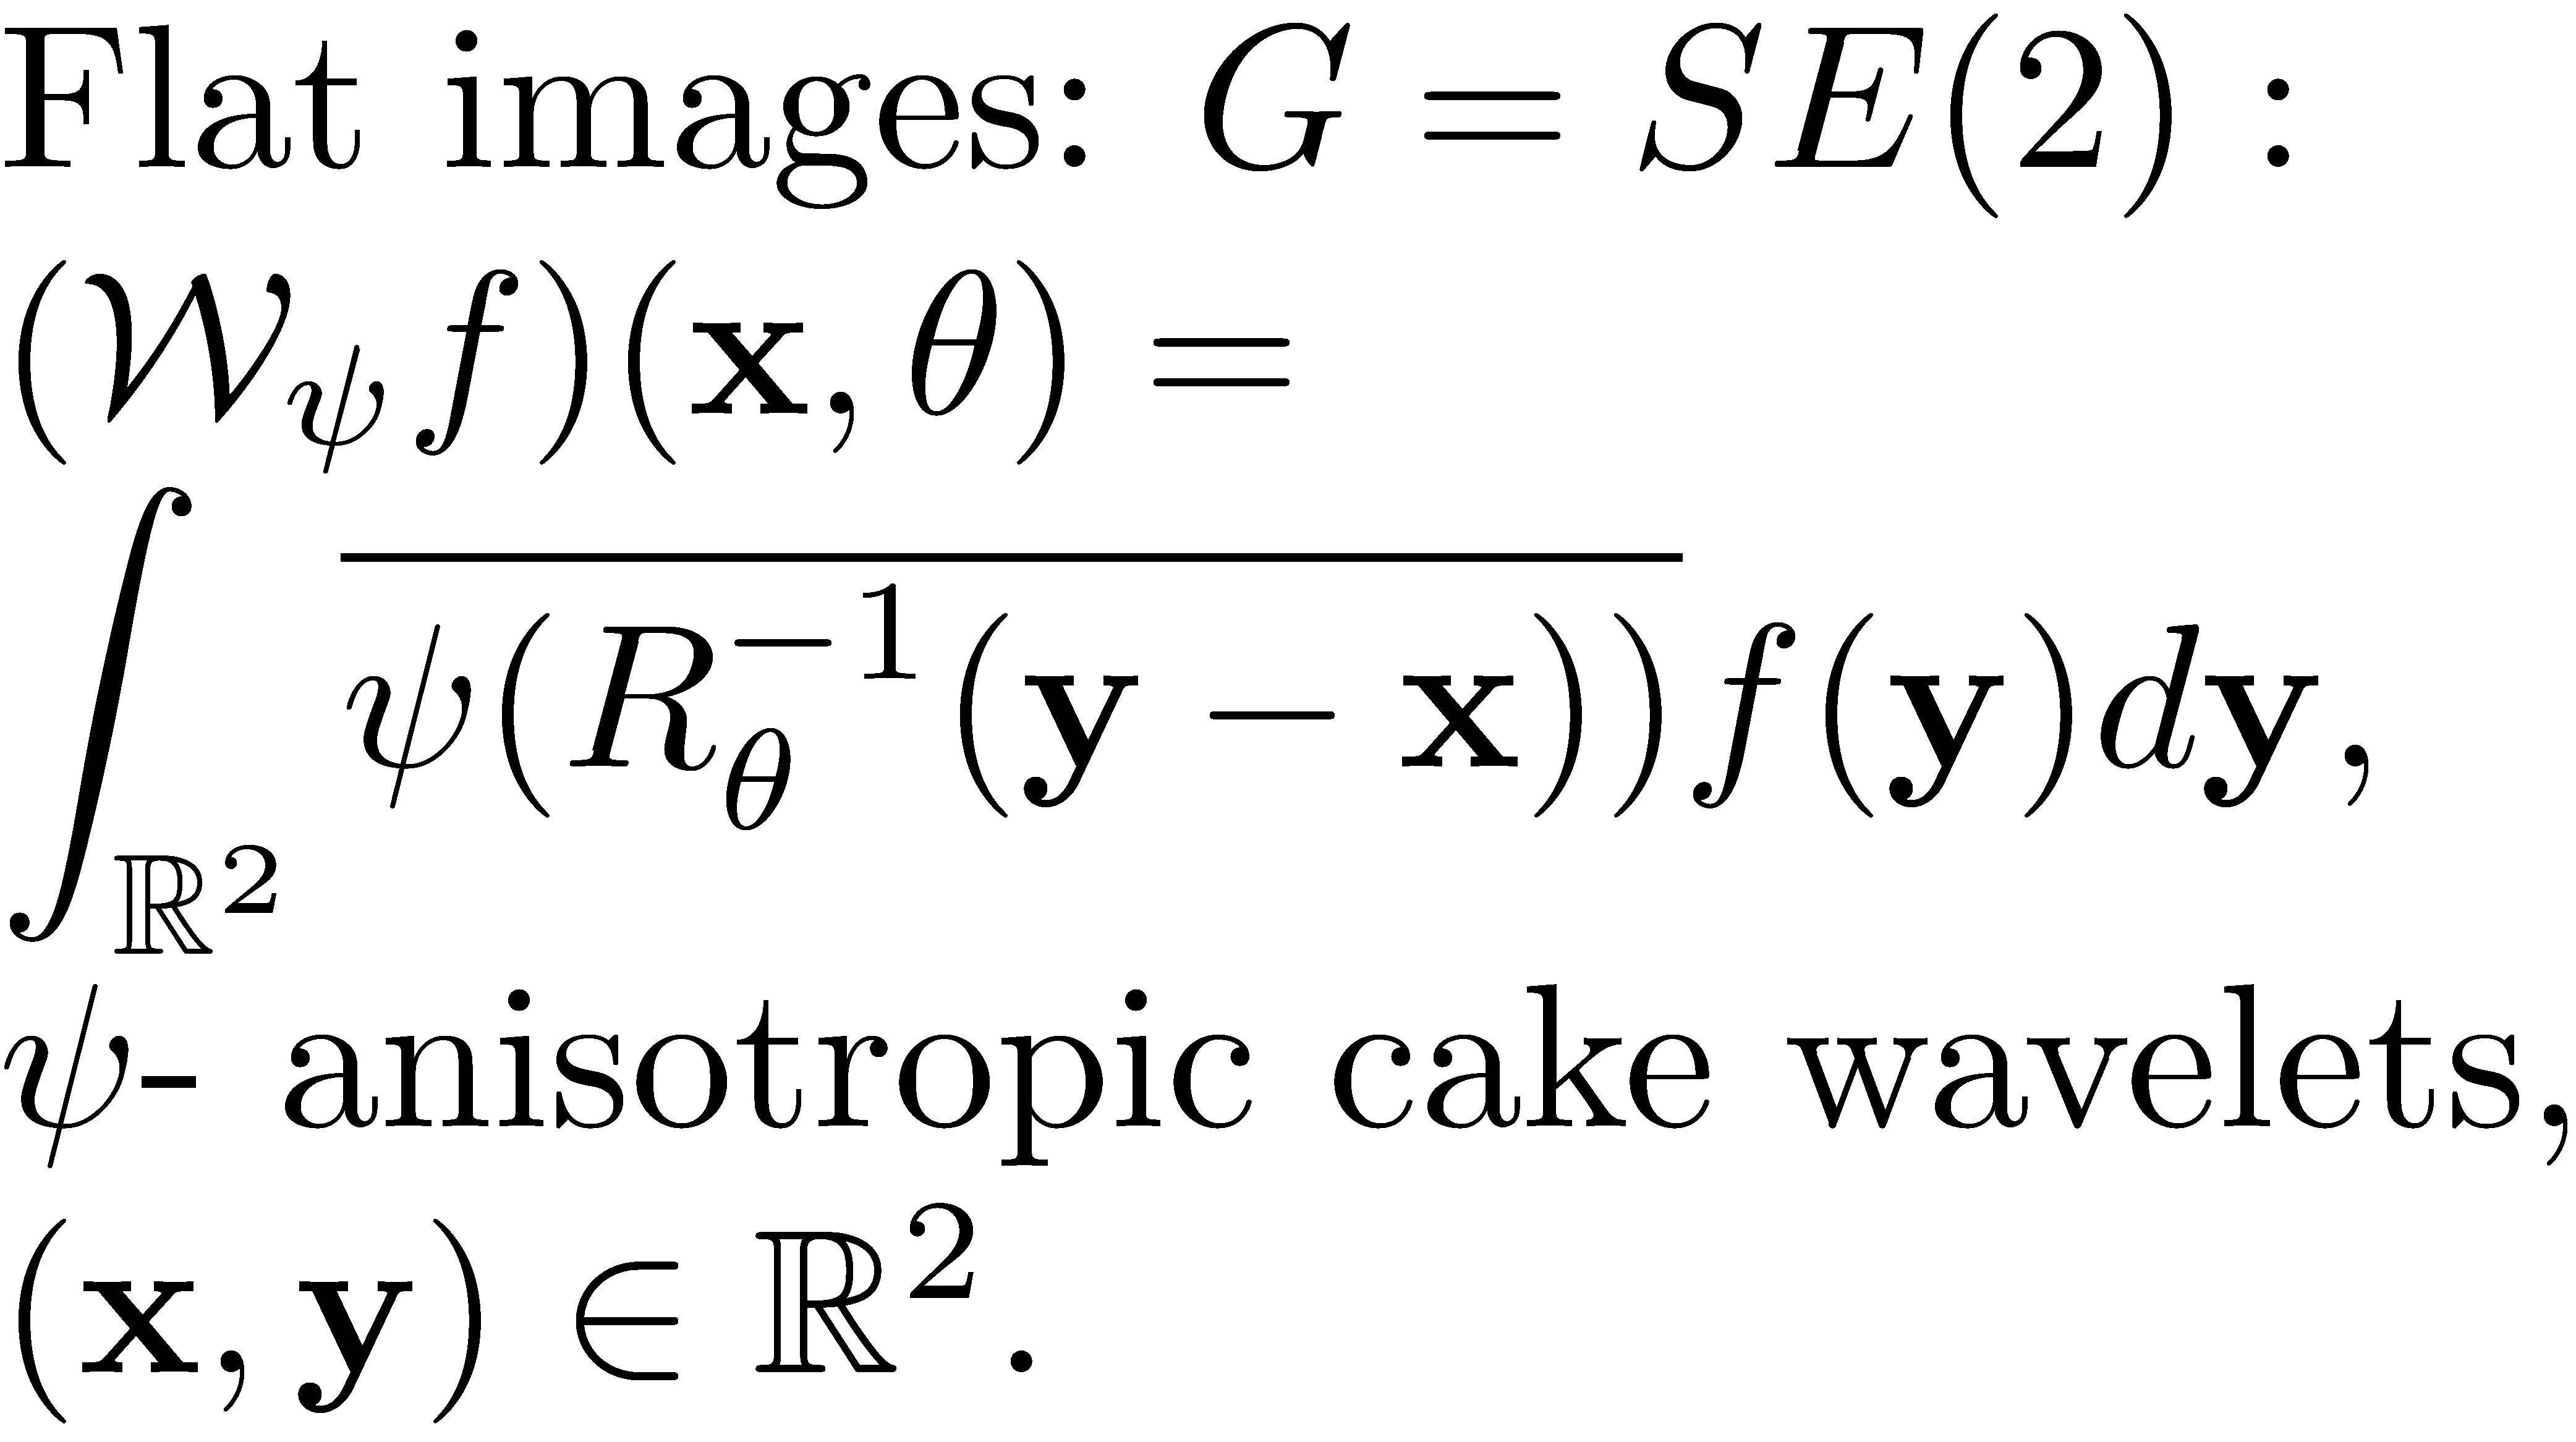 Flat images: $G = SE(2) :$
$(\mathcal{W}_\psi f)(\mathbf{x}, \theta) =$
$\int_{\mathbb{R}^2} \overline{\psi(R_\theta^{-1}(\mathbf{y} - \mathbf{x}))} f(\mathbf{y}) d\mathbf{y},$
$\psi$- anisotropic cake wavelets,
$(\mathbf{x}, \mathbf{y}) \in \mathbb{R}^2.$